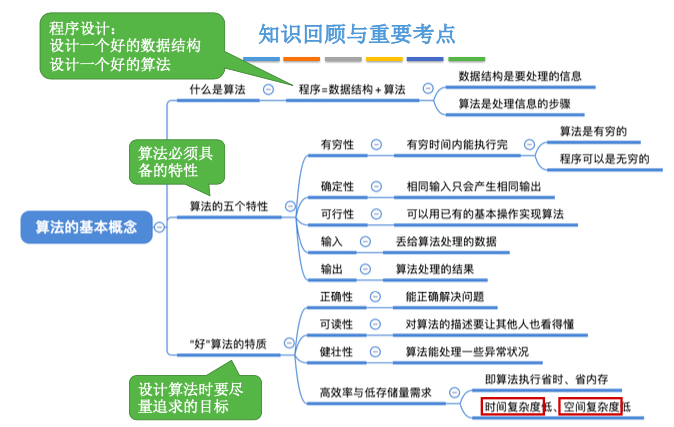 程序设计：
设计一个好的数据结构
设计一个好的算法
知识回顾与重要考点
什么是算法
程序=数据结构+算法
数据结构是要处理的信息
算法是处理信息的步骤
算法必须具
备的特性
算法的基本概念
算法的五个特性
有穷性
有穷时间内能执行完
算法是有穷的
程序可以是无穷的
确定性
相同输入只会产生相同输出
可行性
可以用已有的基本操作实现算法
输入
丢给算法处理的数据
输出
算法处理的结果
"好"算法的特质
正确性
能正确解决问题
可读性
对算法的描述要让其他人也看得懂
健壮性
算法能处理一些异常状况
高效率与低存储量需求
即算法执行省时、省内存
时间复杂度低、空间复杂度低
设计算法时要尽
量追求的目标